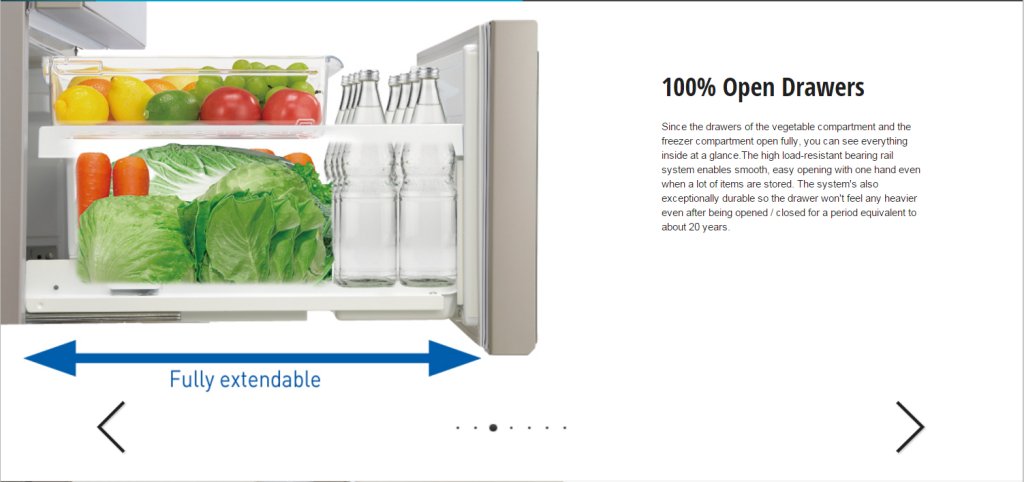 100% Open Drawers
Since the drawers of the vegetable compartment and the
freezer compartment open fully, you can see everything
inside at a glance.The high load-resistant bearing rail
system enables smooth, easy opening with one hand even
when a lot of items are stored. The system's also
exceptionally durable so the drawer won't feel any heavier
even after being opened / closed for a period equivalent to
about 20 years.
Fully extendable